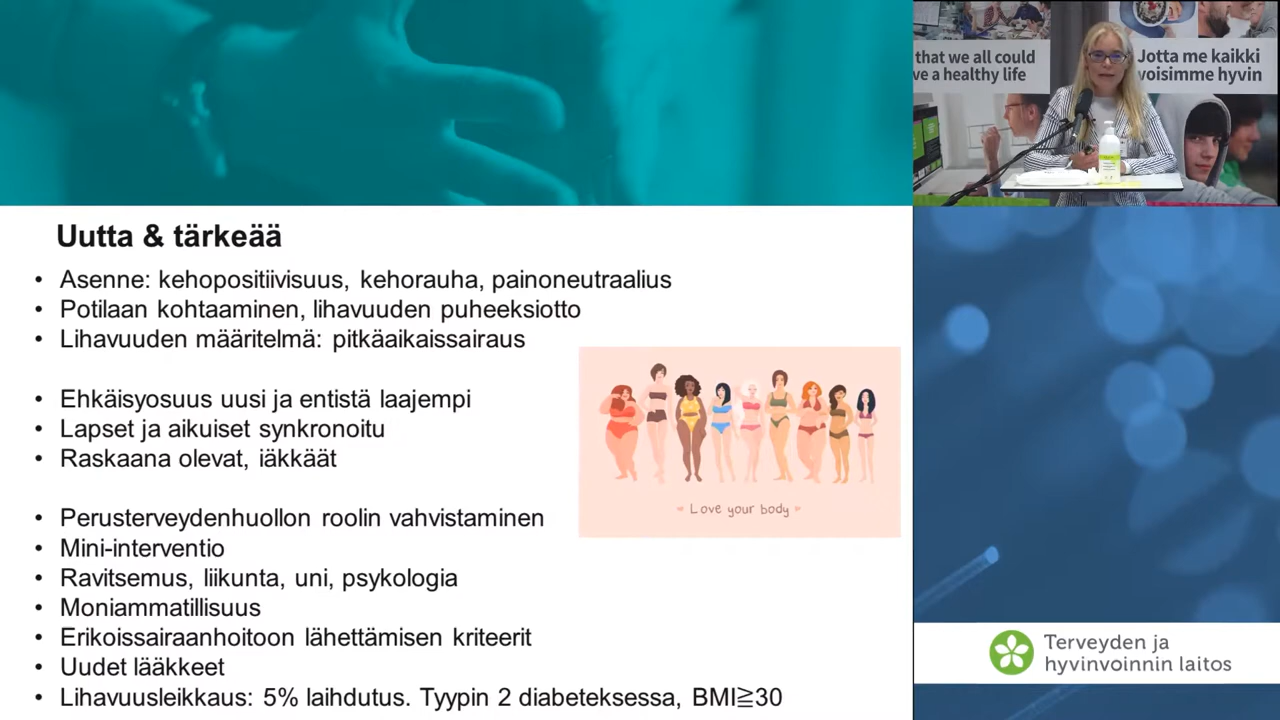 Uutta & tärkeää
• Asenne: kehopositiivisuus, kehorauha, painoneutraalius
• Potilaan kohtaaminen, lihavuuden puheeksiotto
• Lihavuuden määritelmä: pitkäaikaissairaus
• Ehkäisyosuus uusi ja entistä laajempi
• Lapset ja aikuiset synkronoitu
• Raskaana olevat, iäkkäät
• Perusterveydenhuollon roolin vahvistaminen
• Mini-interventio
• Ravitsemus, liikunta, uni, psykologia
• Moniammatillisuus
• Erikoissairaanhoitoon lähettämisen kriteerit
• Uudet lääkkeet
• Lihavuusleikkaus: 5% laihdutus. Tyypin 2 diabeteksessa, BMI≧30
Love your body
that we all could
ve a healthy life
Jotta me kaikki
voisimme hyvin
Terveyden ja
hyvinvoinnin laitos